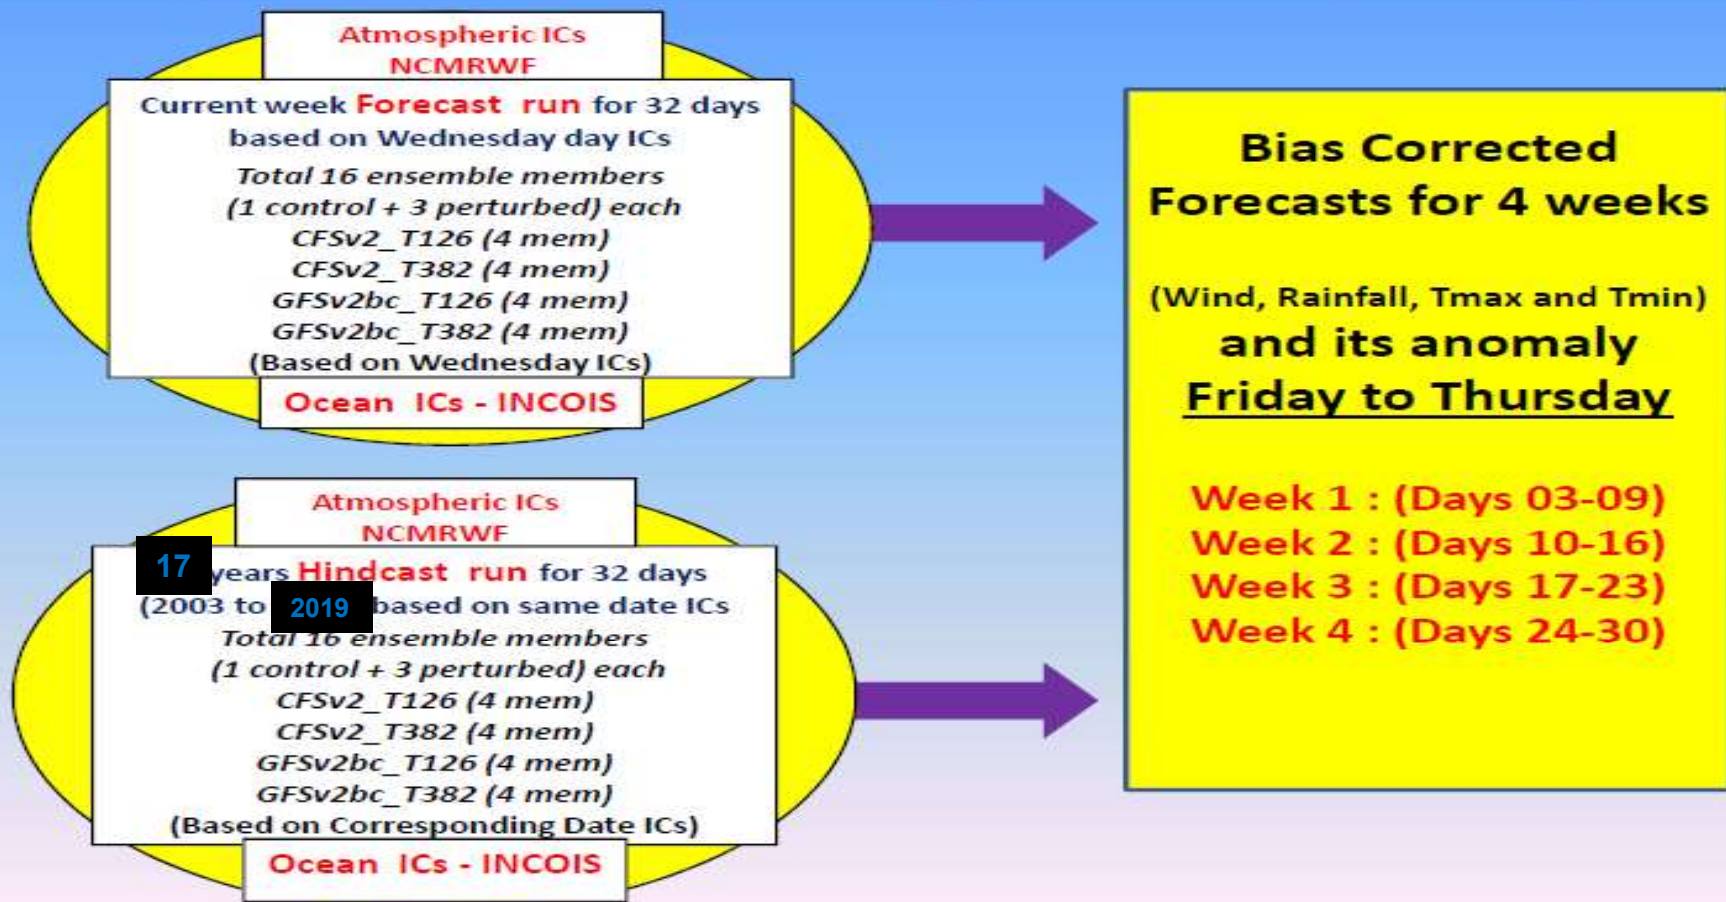 Atmospheric ICs
NCMRWF
Current week Forecast run for 32 days
based on Wednesday day ICs
Total 16 ensemble members
(1 control + 3 perturbed) each
CFSv2_T126 (4 mem)
CFSv2_T382 (4 mem)
GFSv2bc_T126 (4 mem)
GFSv2bc_T382 (4 mem)
(Based on Wednesday ICs)
Ocean ICs - INCOIS
Atmospheric ICs
NCMRWF
17 years Hindcast run for 32 days
(2003 to 2019 based on same date ICs
Total 16 ensemble members
(1 control + 3 perturbed) each
CFSv2_T126 (4 mem)
CFSv2_T382 (4 mem)
GFSv2bc_T126 (4 mem)
GFSv2bc_T382 (4 mem)
(Based on Corresponding Date ICs)
Ocean ICs - INCOIS
Bias Corrected
Forecasts for 4 weeks
(Wind, Rainfall, Tmax and Tmin)
and its anomaly
Friday to Thursday
Week 1 : (Days 03-09)
Week 2 : (Days 10-16)
Week 3 : (Days 17-23)
Week 4 : (Days 24-30)